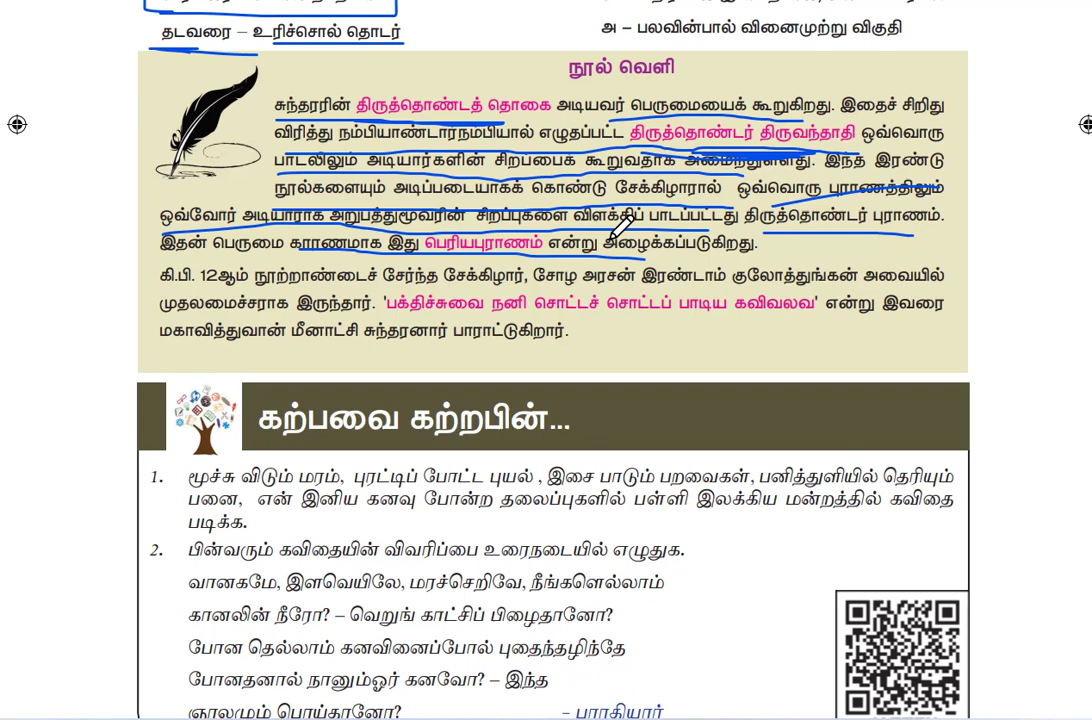 தடவரை – உரிச்சொல் தொடர்
அ – பலவின்பால் வினைமுற்று விகுதி
நூல் வெளி
சுந்தரரின் திருத்தொண்டத் தொகை அடியவர் பெருமையைக் கூறுகிறது. இதைச் சிறிது
விரித்து நம்பியாண்டார்நம்பியால் எழுதப்பட்ட திருத்தொண்டர் திருவந்தாதி ஒவ்வொரு
பாடலிலும் அடியார்களின் சிறப்பைக் கூறுவதாக அமைந்துள்ளது. இந்த இரண்டு
நூல்களையும் அடிப்படையாகக் கொண்டு சேக்கிழாரால் ஒவ்வொரு புராணத்திலும்
ஒவ்வோர் அடியாராக அறுபத்துமூவரின் சிறப்புகளை விளக்கிப் பாடப்பட்டது திருத்தொண்டர் புராணம்.
இதன் பெருமை காரணமாக இது பெரியபுராணம் என்று அழைக்கப்படுகிறது.
கி.பி. 12ஆம் நூற்றாண்டைச் சேர்ந்த சேக்கிழார், சோழ அரசன் இரண்டாம் குலோத்துங்கன் அவையில்
முதலமைச்சராக இருந்தார். 'பக்திச்சுவை நனி சொட்டச் சொட்டப் பாடிய கவிவலவ' என்று இவரை
மகாவித்துவான் மீனாட்சி சுந்தரனார் பாராட்டுகிறார்.
கற்பவை கற்றபின்...
1. மூச்சு விடும் மரம், புரட்டிப் போட்ட புயல் , இசை பாடும் பறவைகள், பனித்துளியில் தெரியும்
பனை, என் இனிய கனவு போன்ற தலைப்புகளில் பள்ளி இலக்கிய மன்றத்தில் கவிதை
படிக்க.
2. பின்வரும் கவிதையின் விவரிப்பை உரைநடையில் எழுதுக.
வானகமே, இளவெயிலே, மரச்செறிவே, நீங்களெல்லாம்
கானலின் நீரோ? – வெறுங் காட்சிப் பிழைதானோ?
போன தெல்லாம் கனவினைப்போல் புதைந்தழிந்தே
போனதனால் நானும்ஓர் கனவோ? – இந்த
ஞாலமும் பொய்தானோ? – பாரதியார்